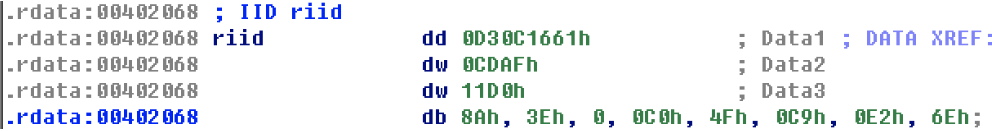 .rdata:00402068 ; IID riid
.rdata:00402068 riid dd 0D30C1661h ; Data1 ; DATA XREF:
.rdata:00402068 dw 0CDAFh ; Data2
.rdata:00402068 dw 11D0h ; Data3
.rdata:00402068 db 8Ah, 3Eh, 0, 0C0h, 4Fh, 0C9h, 0E2h, 6Eh;